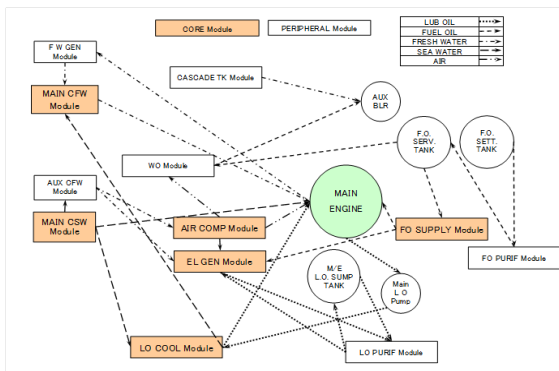 CORE Module
PERIPHERAL Module
LUB OIL
FUEL OIL
FRESH WATER
SEA WATER
AIR
F W GEN
Module
MAIN CFW
Module
CASCADE TK Module
AUX
BLR
F.O.
SERV.
TANK
F.O.
SETT.
TANK
WO Module
AUX CFW
Module
MAIN CSW
Module
AIR COMP Module
EL GEN Module
MAIN
ENGINE
FO SUPPLY Module
FO PURIF Module
M/E
L.O. SUMP
TANK
Main
L O
Pump
LO COOL Module
LO PURIF Module